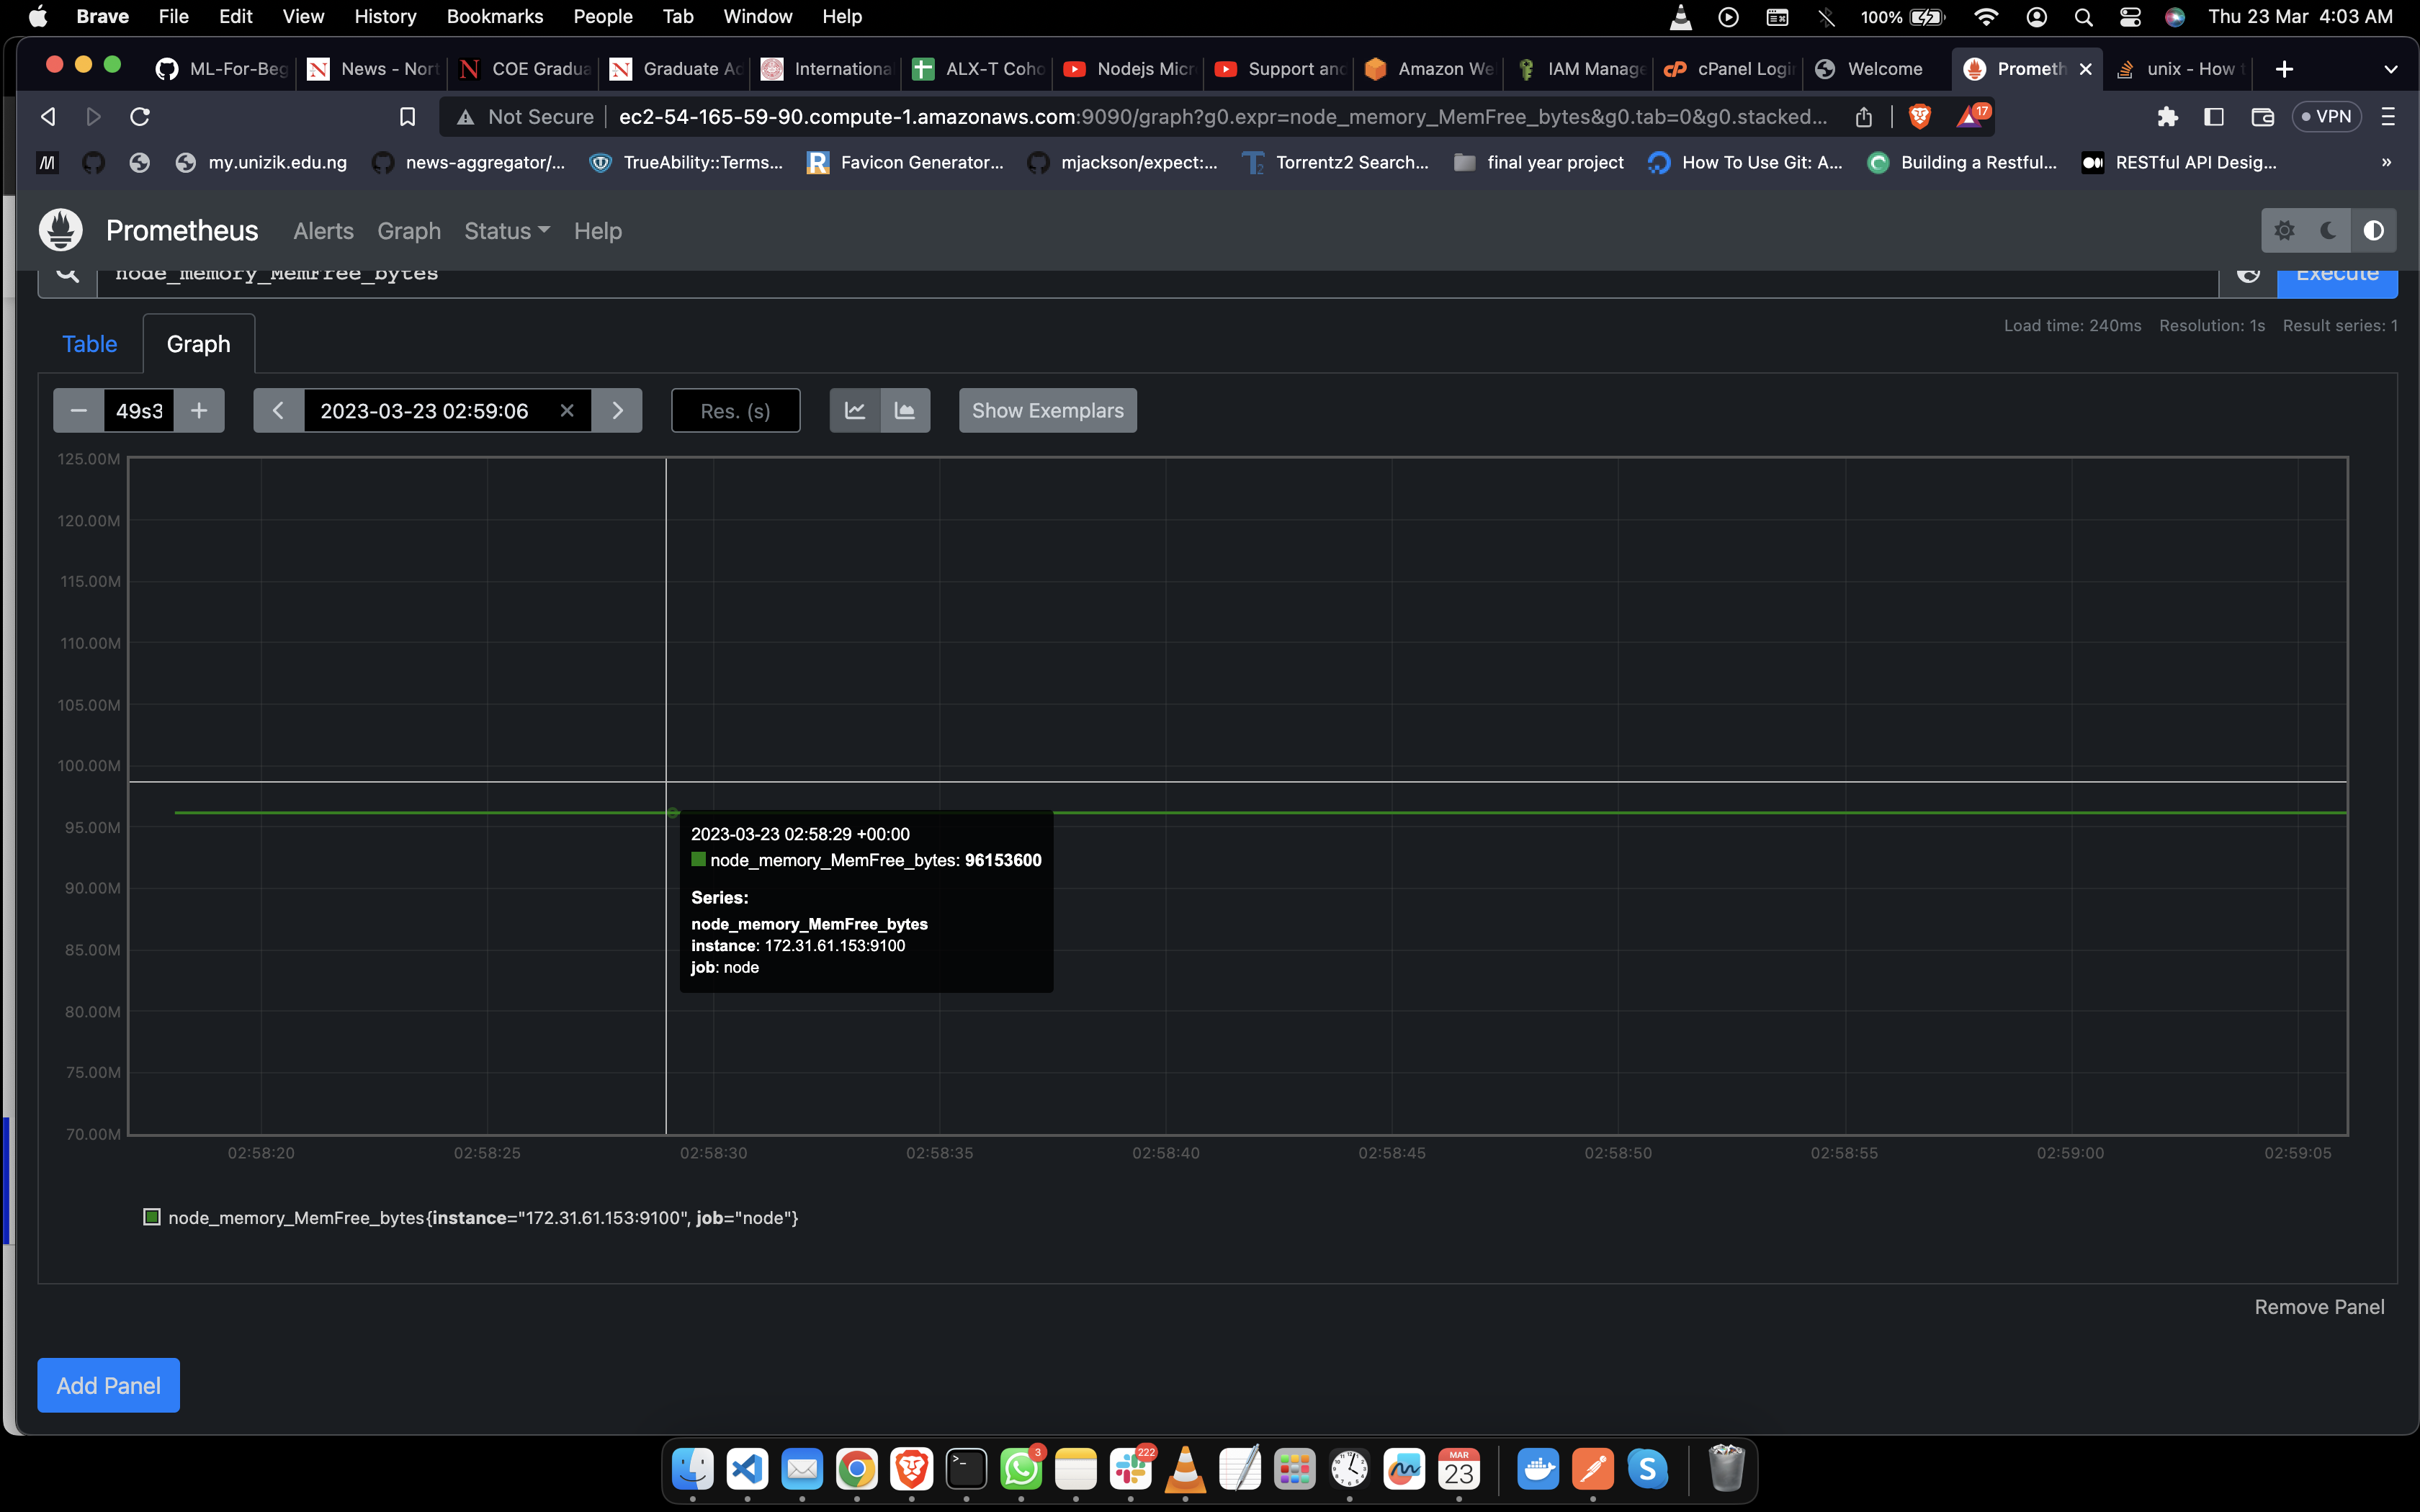 Brave File Edit View History Bookmarks People Tab Window Help 100% Thu 23 Mar 4:03 AM
ML-For-Beg News - Nort COE Gradua Graduate Ad Internationa ALX-T Coho Nodejs Micr Support and Amazon We IAM Manage cPanel Logi Welcome Prometh unix - How t
Not Secure ec2-54-165-59-90.compute-1.amazonaws.com:9090/graph?g0.expr=node_memory_MemFree_bytes&g0.tab=0&g0.stacked... 17 VPN
my.unizik.edu.ng news-aggregator/... TrueAbility::Terms... Favicon Generator... mjackson/expect:... Torrentz2 Search... final year project How To Use Git: A... Building a Restful... RESTful API Desig... »
Prometheus Alerts Graph Status Help
node_memory_MemFree_bytes Execute
Table Graph Load time: 240ms Resolution: 1s Result series: 1
49s3 2023-03-23 02:59:06 Res. (s) Show Exemplars
125.00M
120.00M
115.00M
110.00M
105.00M
100.00M
95.00M
90.00M
85.00M
80.00M
75.00M
70.00M
2023-03-23 02:58:29 +00:00
node_memory_MemFree_bytes: 96153600
Series:
node_memory_MemFree_bytes
instance: 172.31.61.153:9100
job: node
02:58:20 02:58:25 02:58:30 02:58:35 02:58:40 02:58:45 02:58:50 02:58:55 02:59:00 02:59:05
node_memory_MemFree_bytes{instance="172.31.61.153:9100", job="node"}
Remove Panel
Add Panel
3 222 MAR
23